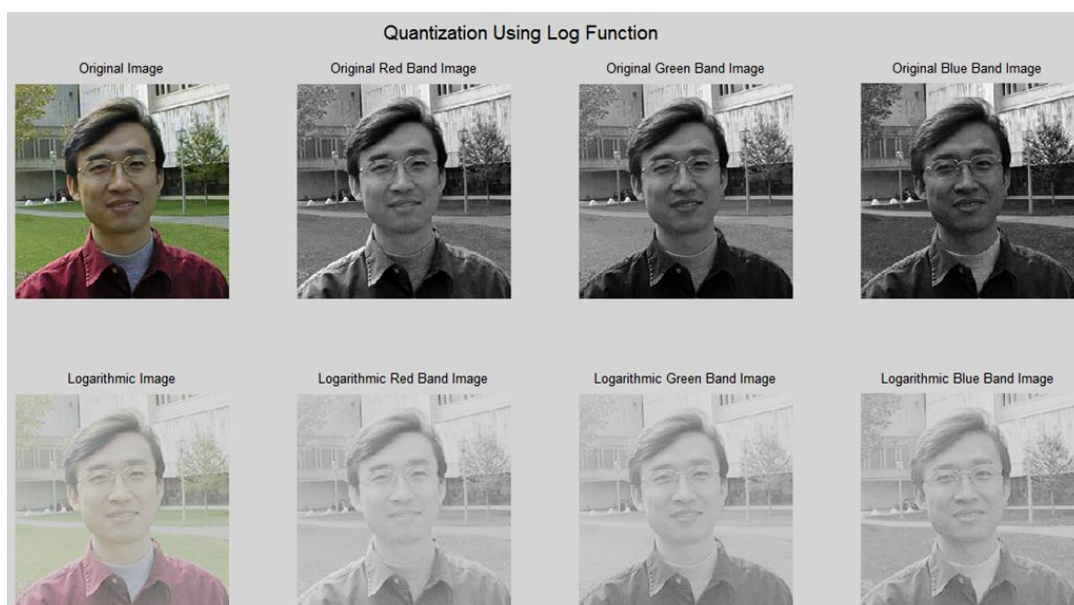 Quantization Using Log Function
Original Image
Original Red Band Image
Original Green Band Image
Original Blue Band Image
Logarithmic Image
Logarithmic Red Band Image
Logarithmic Green Band Image
Logarithmic Blue Band Image